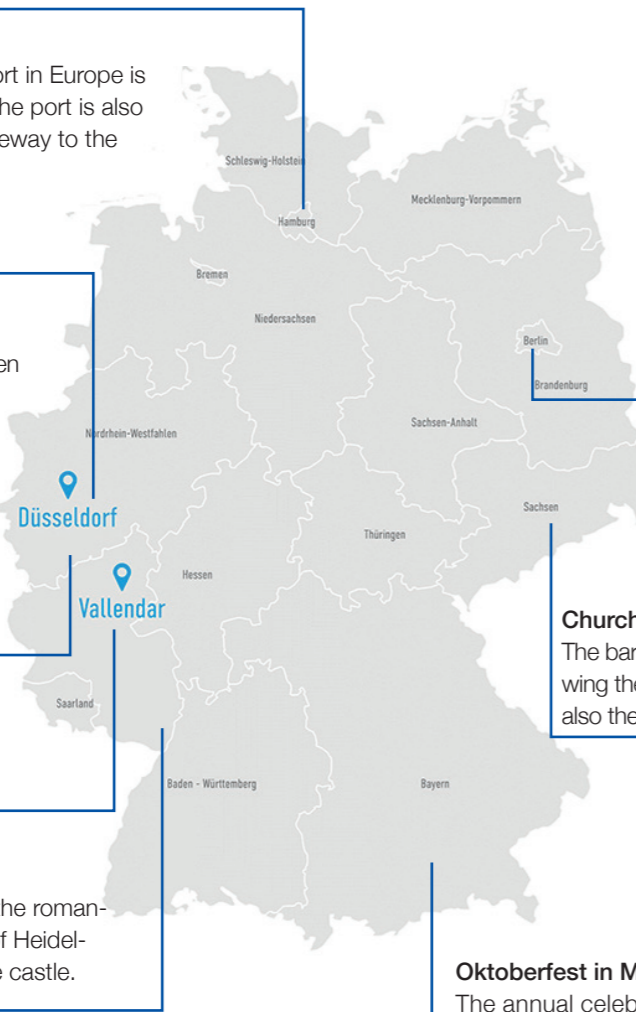 ort in Europe is
he port is also
eway to the
Schleswig-Holstein
Mecklenburg-Vorpommern
Hamburg
Bremen
Niedersachsen
Berlin
en
Brandenburg
Sachsen-Anhalt
Nordrhein-Westfahlen
Düsseldorf
Sachsen
Thüringen
Hessen
Vallendar
Church
The bar
wing the
also the
Saarland
Baden - Württemberg
Bayern
he roman-
f Heidel-
e castle.
Oktoberfest in M
The annual celeb